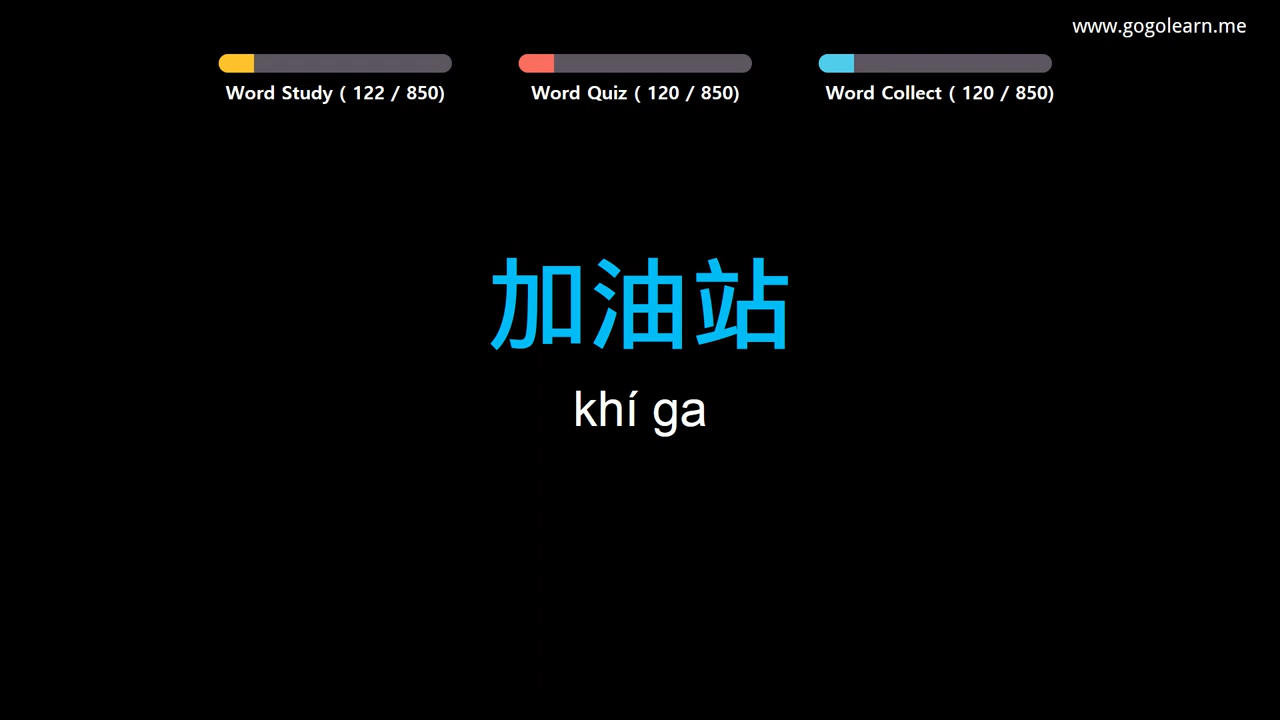 www.gogolearn.me
Word Study ( 122 / 850)
Word Quiz ( 120 / 850)
Word Collect ( 120 / 850)
加油站
khí ga